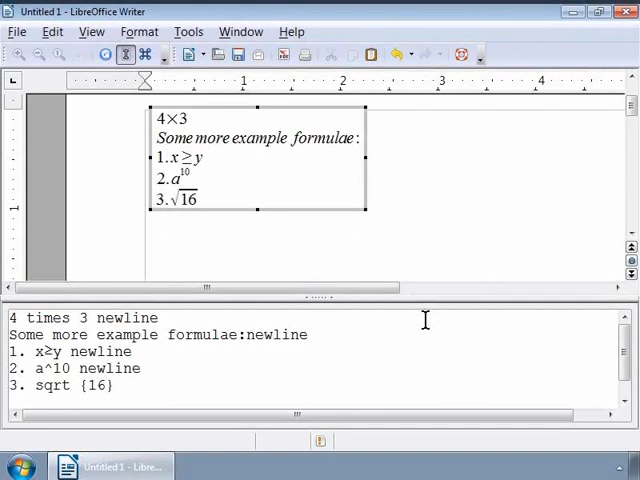 Untitled 1 - LibreOffice Writer
File Edit View Format Tools Window Help
1 2 3 4
1
4×3
Some more example formulae:
1. x ≥ y
2. a^10
3. √16
4 times 3 newline
Some more example formulae:newline
1. x≥y newline
2. a^10 newline
3. sqrt {16}
Untitled 1 - Libre...